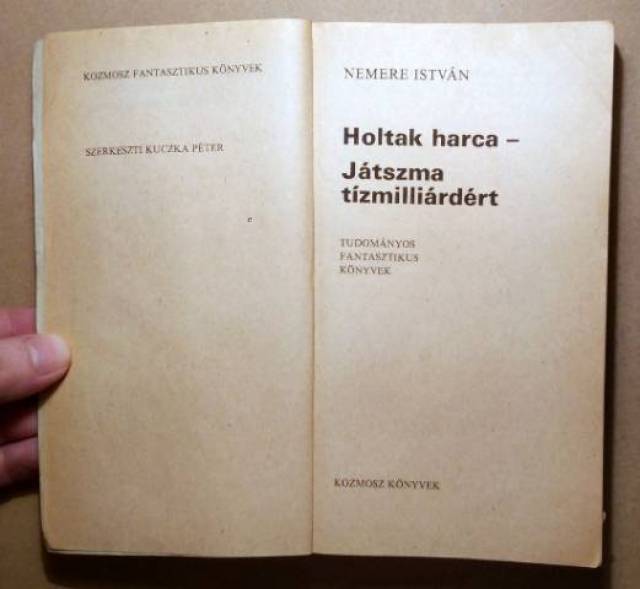 KOZMOSZ FANTASZTIKUS KÖNYVEK
SZERKESZTI KUCZKA PÉTER
e
NEMERE ISTVÁN
Holtak harca –
Játszma
tízmilliárdért
TUDOMÁNYOS
FANTASZTIKUS
KÖNYVEK
KOZMOSZ KÖNYVEK